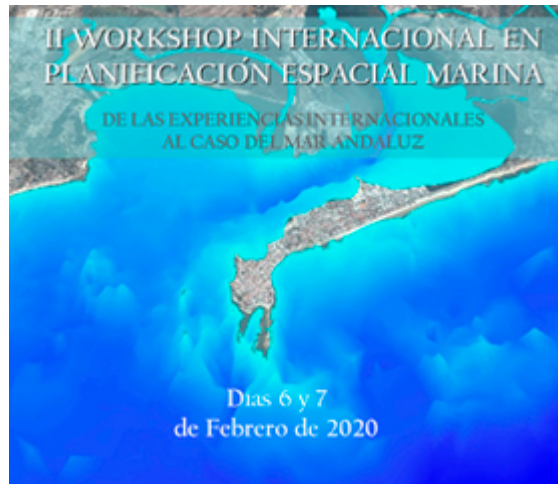 II WORKSHOP INTERNACIONAL EN
PLANIFICACIÓN ESPACIAL MARINA
DE LAS EXPERIENCIAS INTERNACIONALES
AL CASO DEL MAR ANDALUZ
Días 6 y 7
de Febrero de 2020